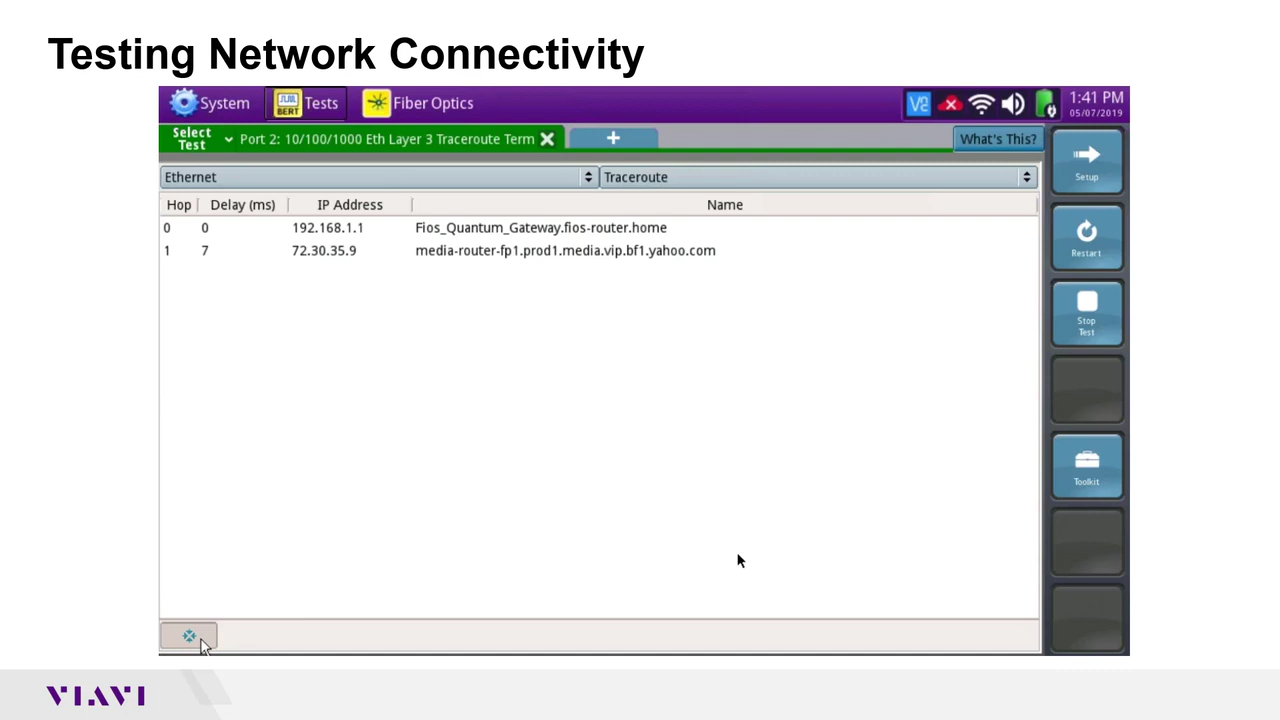 Testing Network Connectivity
System Tests Fiber Optics 1:41 PM
BERT 05/07/2019
Select Test Port 2: 10/100/1000 Eth Layer 3 Traceroute Term + What's This?
Ethernet Traceroute
Hop Delay (ms) IP Address Name
0 0 192.168.1.1 Fios_Quantum_Gateway.fios-router.home
1 7 72.30.35.9 media-router-fp1.prod1.media.vip.bf1.yahoo.com
Setup
Restart
Stop
Test
Toolkit
VIAVI